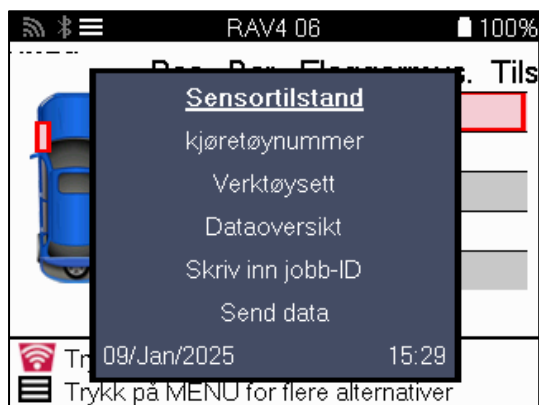 RAV4 06 100%
Tils
Sensortilstand
kjøretøynummer
Verktøysett
Dataoversikt
Skriv inn jobb-ID
Send data
09/Jan/2025 15:29
Trykk på MENU for flere alternativer